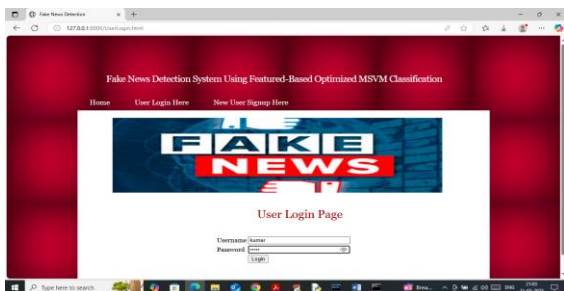 Fake News Detection
127.0.0.1:8000/UserLogin.html
Fake News Detection System Using Featured-Based Optimized MSVM Classification
Home User Login Here New User Signup Here
FAKE
NEWS
User Login Page
Username kumar
Password •••••
Login
Type here to search
ENG